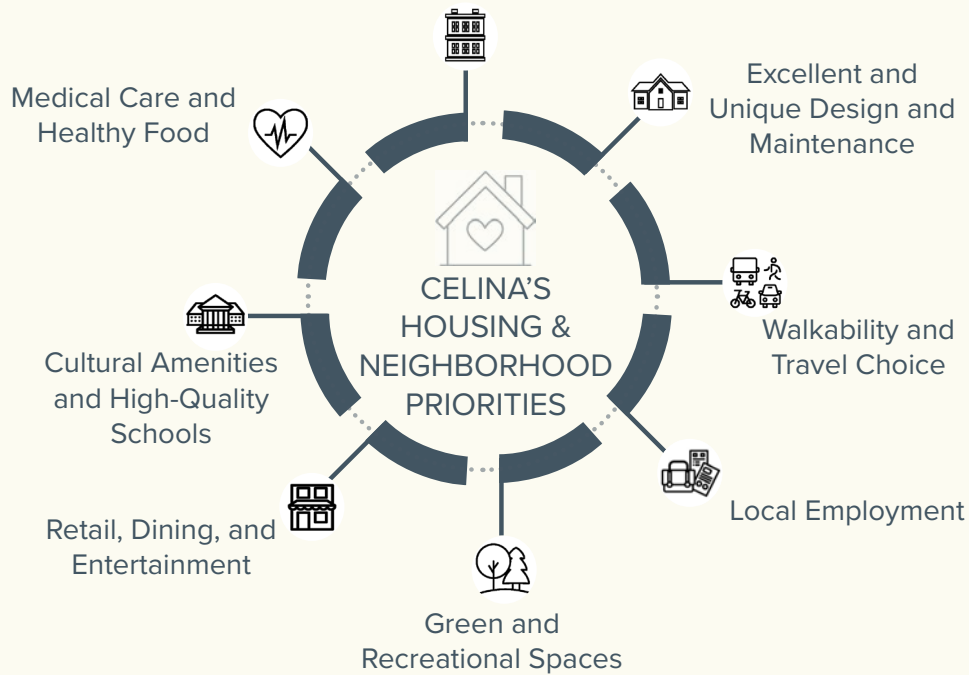 Medical Care and
Healthy Food
Excellent and
Unique Design and
Maintenance
CELINA'S
HOUSING &
NEIGHBORHOOD
PRIORITIES
Walkability and
Travel Choice
Cultural Amenities
and High-Quality
Schools
Local Employment
Retail, Dining, and
Entertainment
Green and
Recreational Spaces